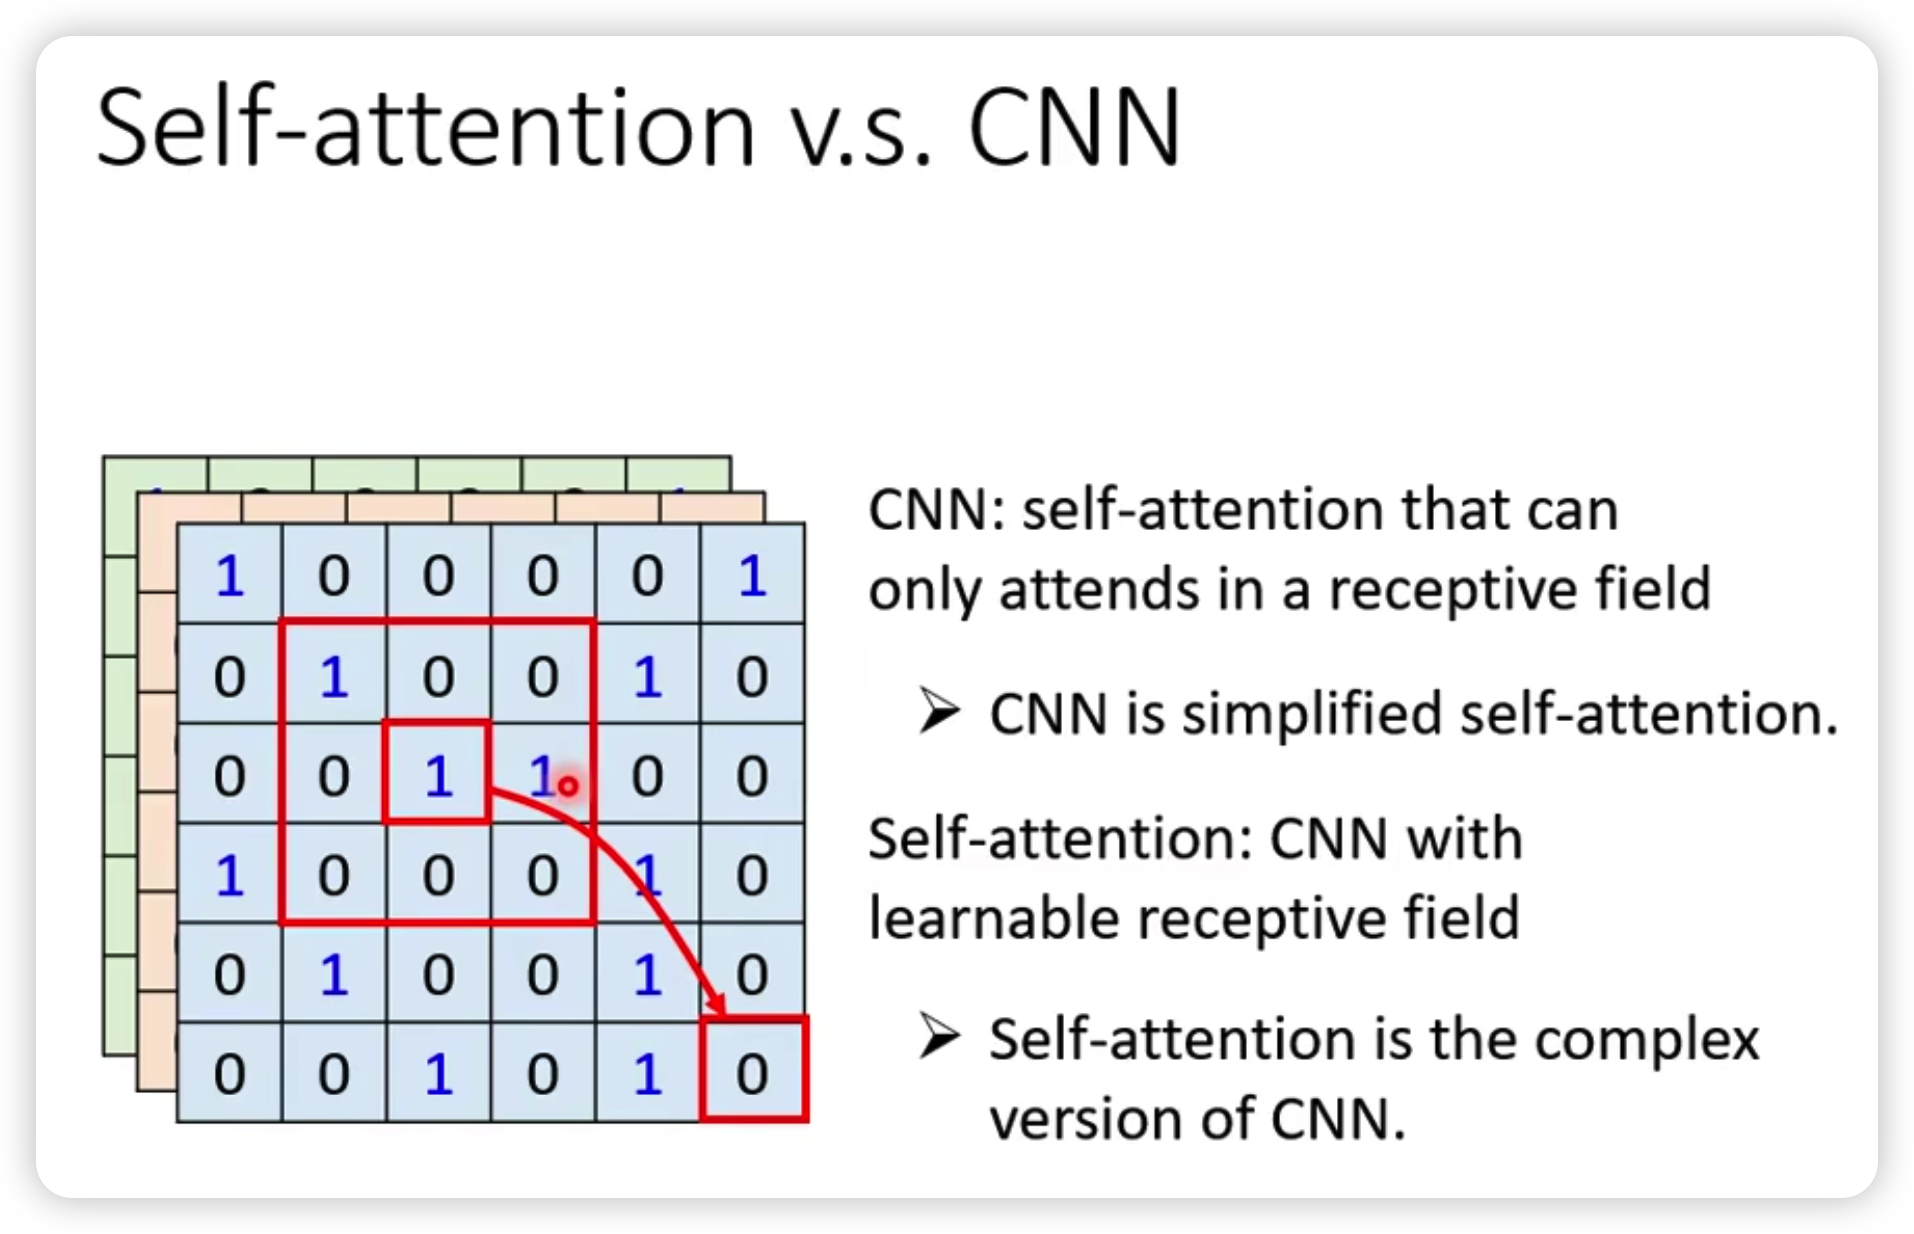 Self-attention v.s. CNN
1 0 0 0 0 1
0 1 0 0 1 0
0 0 1 1 0 0
1 0 0 0 1 0
0 1 0 0 1 0
0 0 1 0 1 0
CNN: self-attention that can
only attends in a receptive field
➢ CNN is simplified self-attention.
Self-attention: CNN with
learnable receptive field
➢ Self-attention is the complex
version of CNN.